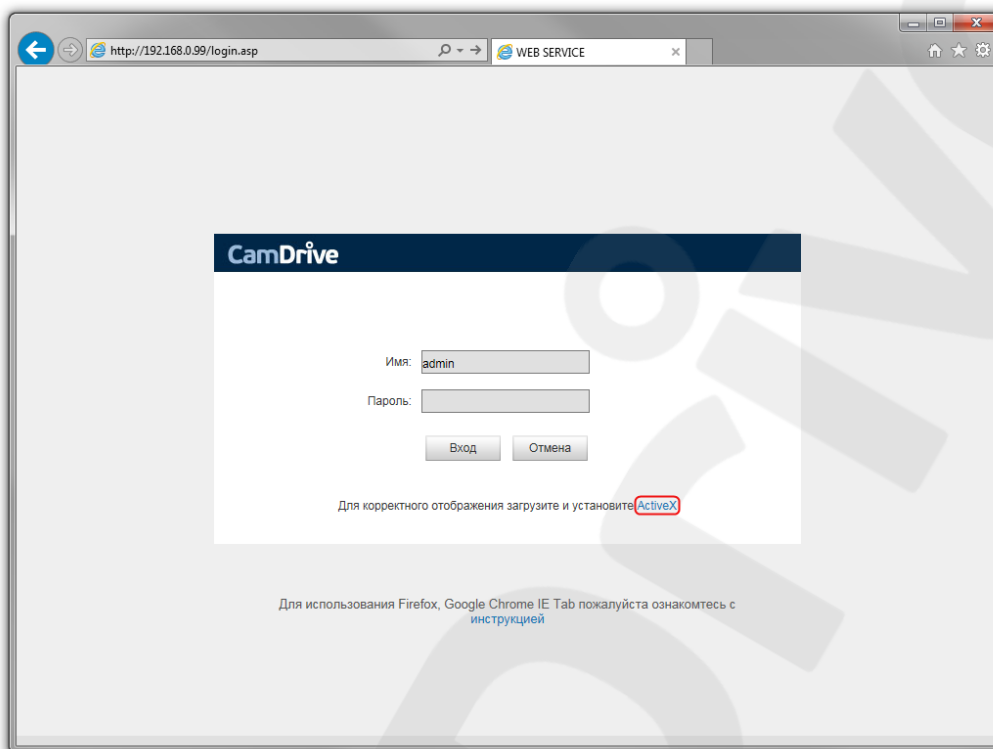 http://192.168.0.99/login.asp
WEB SERVICE
CamDrive
Имя: admin
Пароль:
Вход Отмена
Для корректного отображения загрузите и установите ActiveX
Для использования Firefox, Google Chrome IE Tab пожалуйста ознакомтесь с
инструкцией
Drive